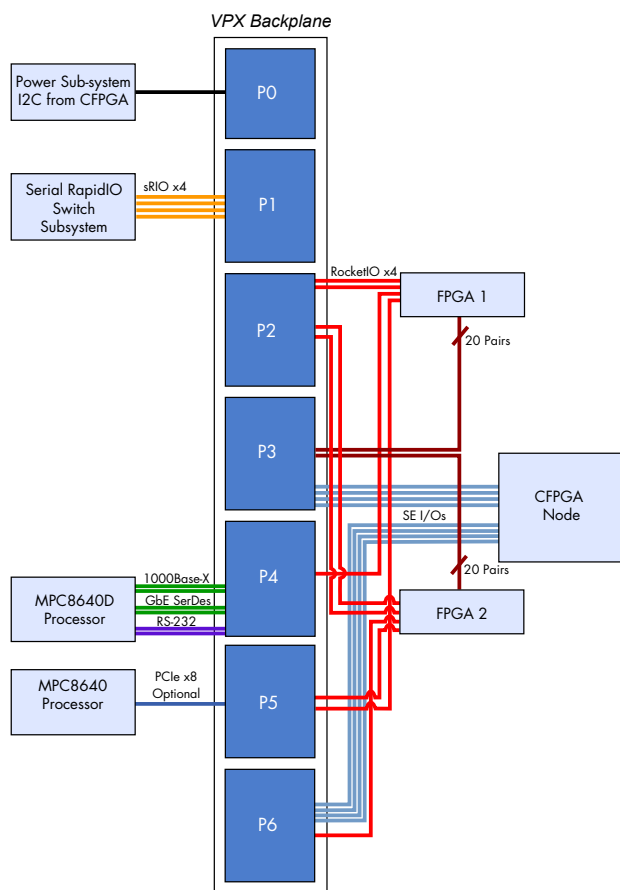 VPX Backplane
Power Sub-system
I2C from CFPGA
P0
Serial RapidIO
Switch
Subsystem
sRIO x4
P1
RocketIO x4
FPGA 1
P2
20 Pairs
P3
CFPGA
Node
SE I/Os
1000Base-X
GbE SerDes
RS-232
MPC8640D
Processor
P4
20 Pairs
FPGA 2
MPC8640
Processor
PCIe x8
Optional
P5
P6